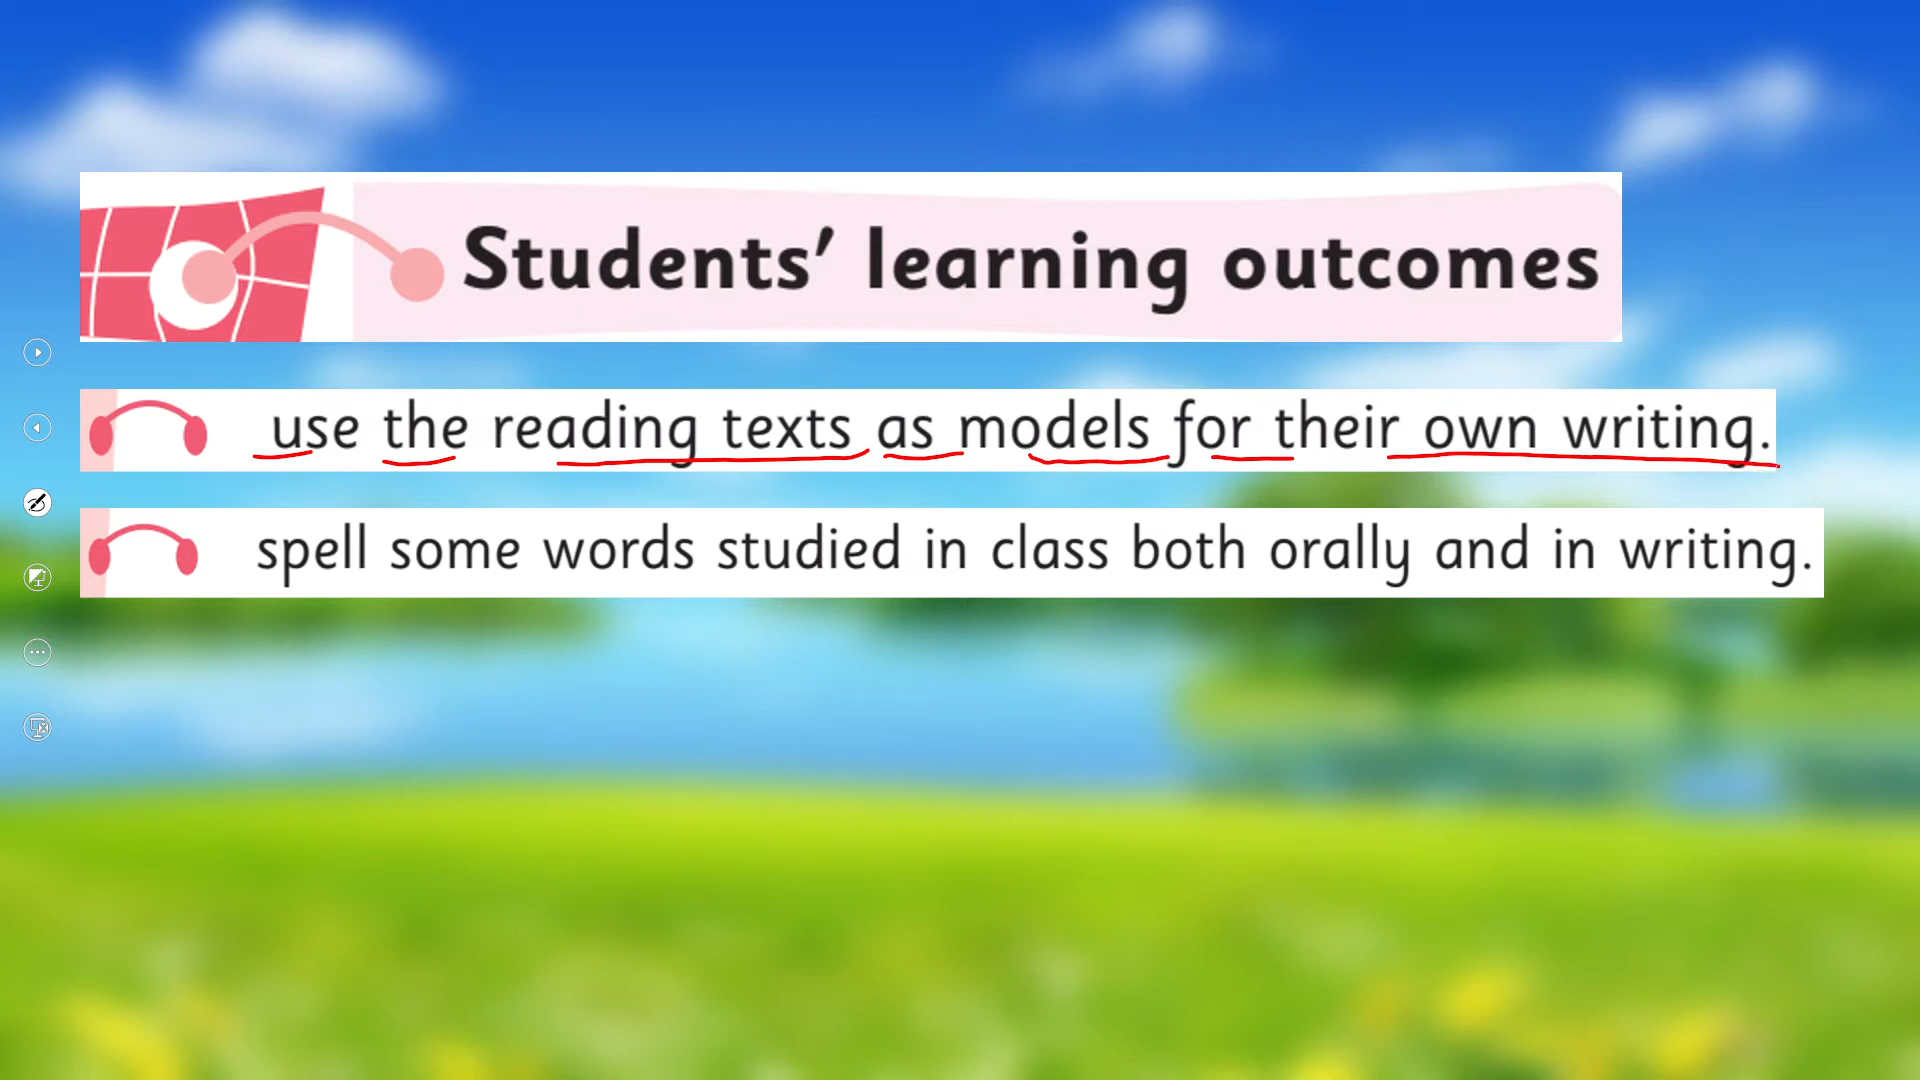 Students' learning outcomes
use the reading texts as models for their own writing.
spell some words studied in class both orally and in writing.